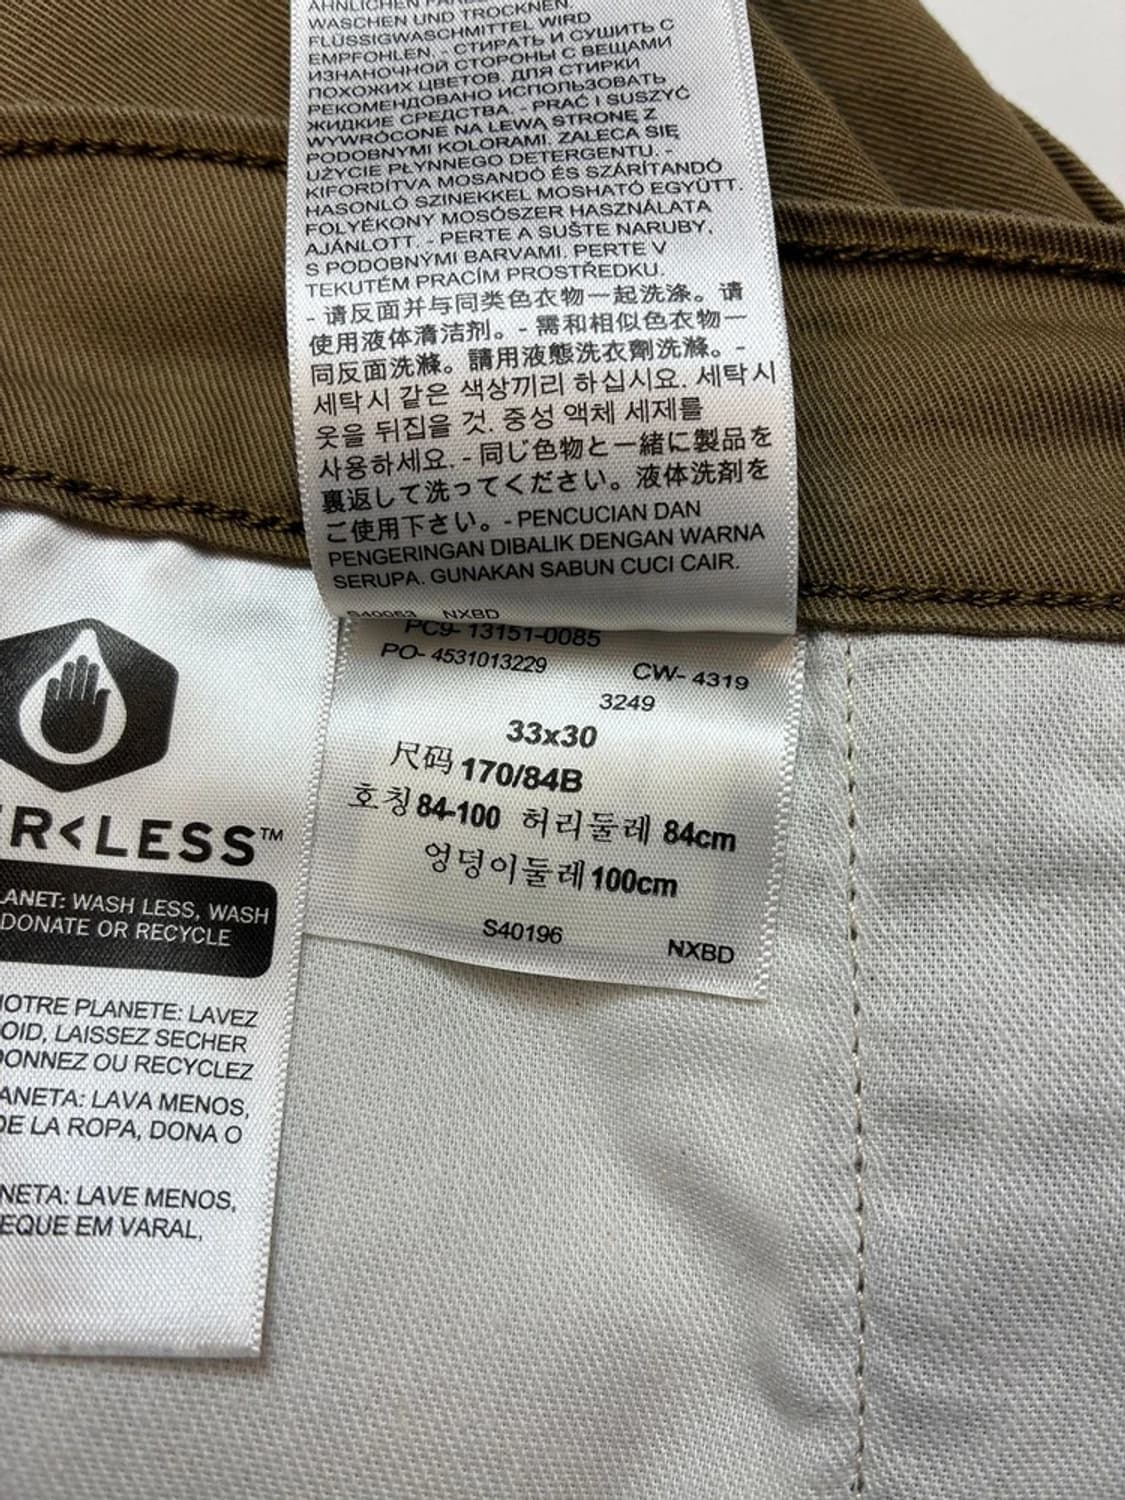 WASCHEN UND TROCKNEN.
FLÜSSIGWASCHMITTEL WIRD
EMPFOHLEN. - СТИРАТЬ И СУШИТЬ С
ИЗНАНОЧНОЙ СТОРОНЫ С ВЕЩАМИ
ПОХОЖИХ ЦВЕТОВ. ДЛЯ СТИРКИ
РЕКОМЕНДОВАНО ИСПОЛЬЗОВАТЬ
ЖИДКИЕ СРЕДСТВА. - PRAĆ I SUSZYĆ
WYWRÓCONE NA LEWĄ STRONĘ Z
PODOBNYMI KOLORAMI. ZALECA SIĘ
UŻYCIE PŁYNNEGO DETERGENTU. -
KIFORDÍTVA MOSANDÓ ÉS SZÁRÍTANDÓ
HASONLÓ SZINEKKEL MOSHATÓ EGYÜTT.
FOLYÉKONY MOSÓSZER HASZNÁLATA
AJÁNLOTT. - PERTE A SUŠTE NARUBY,
S PODOBNÝMI BARVAMI. PERTE V
TEKUTÉM PRACÍM PROSTŘEDKU.
- 请反面并与同类色衣物一起洗涤。请
使用液体清洁剂。- 需和相似色衣物一
同反面洗滌。請用液態洗衣劑洗滌。-
세탁시 같은 색상끼리 하십시요. 세탁시
옷을 뒤집을 것. 중성 액체 세제를
사용하세요. - 同じ色物と一緒に製品を
裏返して洗ってください。液体洗剤を
ご使用下さい。- PENCUCIAN DAN
PENGERINGAN DIBALIK DENGAN WARNA
SERUPA. GUNAKAN SABUN CUCI CAIR.
S40063 NXBD
PC9- 13151-0085
PO- 4531013229 CW- 4319
3249
33x30
尺码 170/84B
호칭 84-100 허리둘레 84cm
엉덩이둘레 100cm
S40196 NXBD
R<LESS™
LANET: WASH LESS, WASH
DONATE OR RECYCLE
OTRE PLANETE: LAVEZ
OID, LAISSEZ SECHER
DONNEZ OU RECYCLEZ
ANETA: LAVA MENOS,
DE LA ROPA, DONA O
NETA: LAVE MENOS,
EQUE EM VARAL,